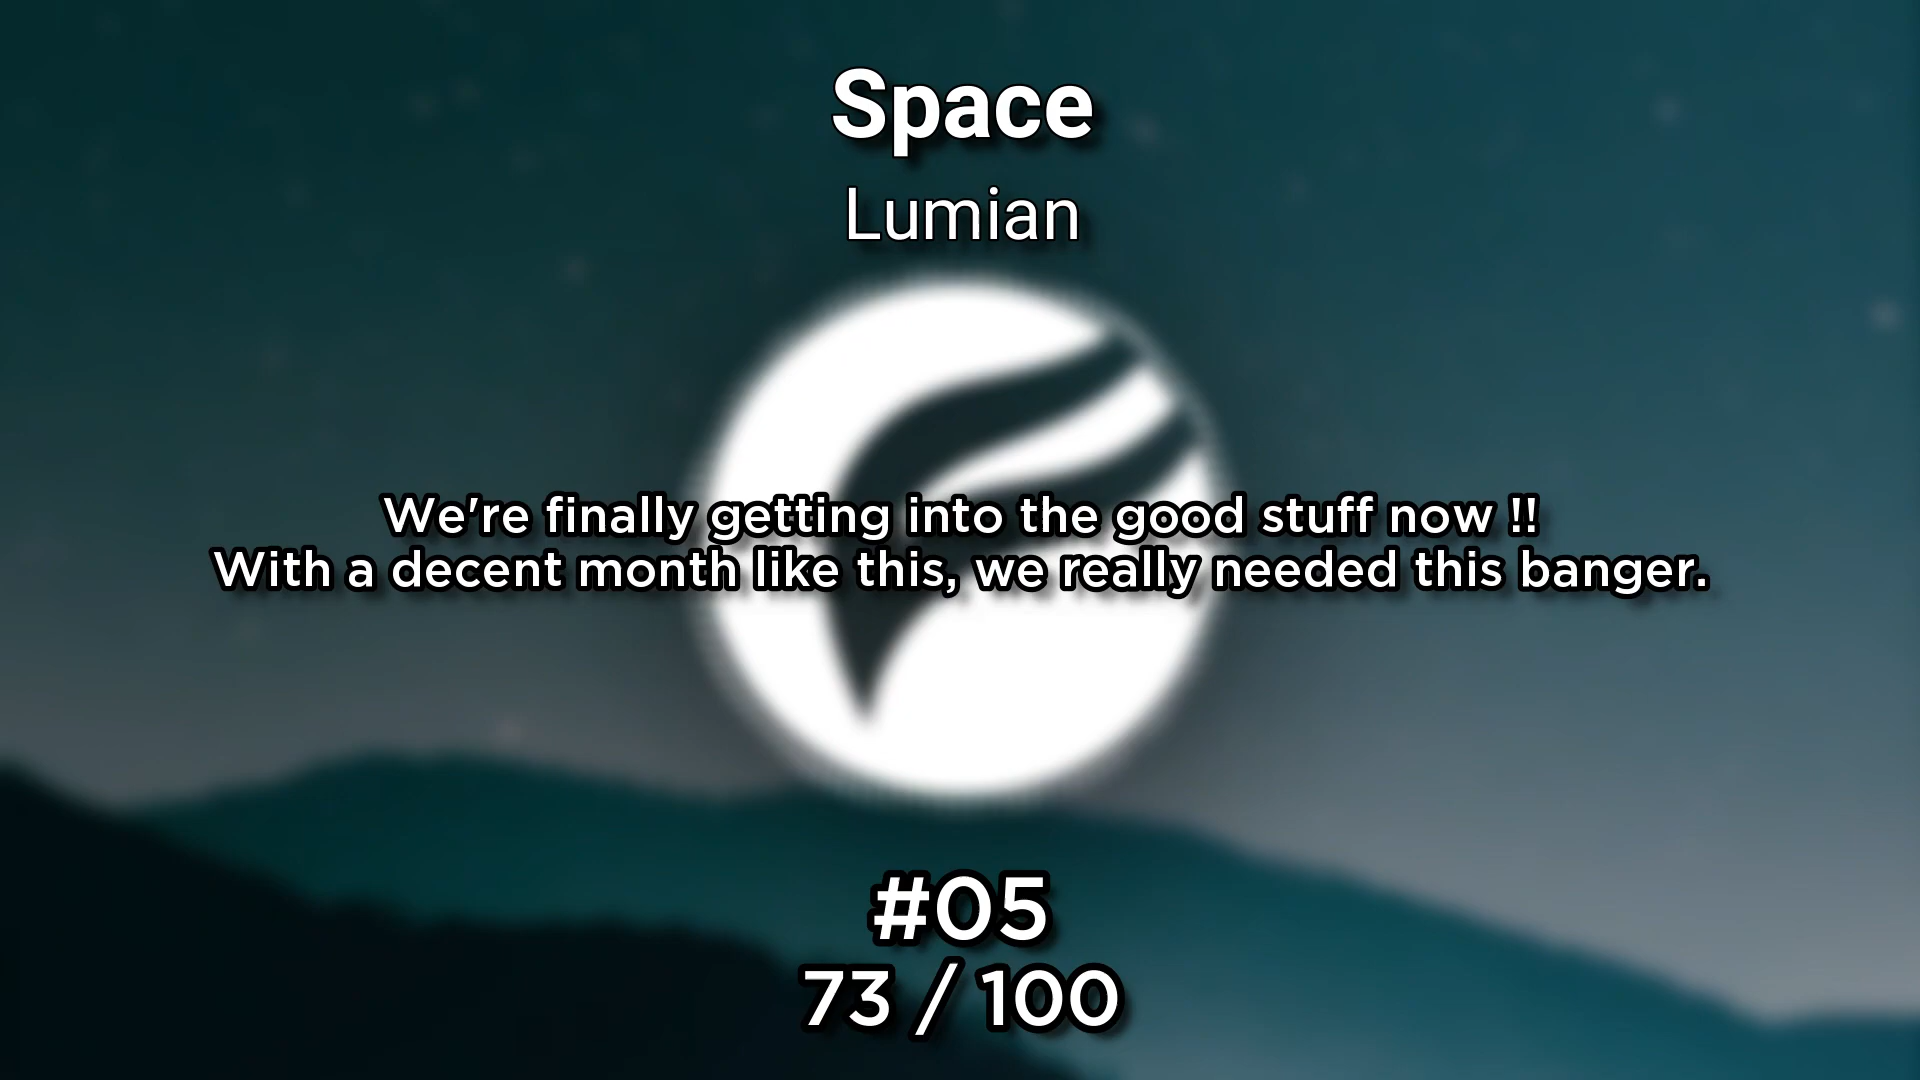 Space
Lumian
We're finally getting into the good stuff now !!
With a decent month like this, we really needed this banger.
#05
73 / 100